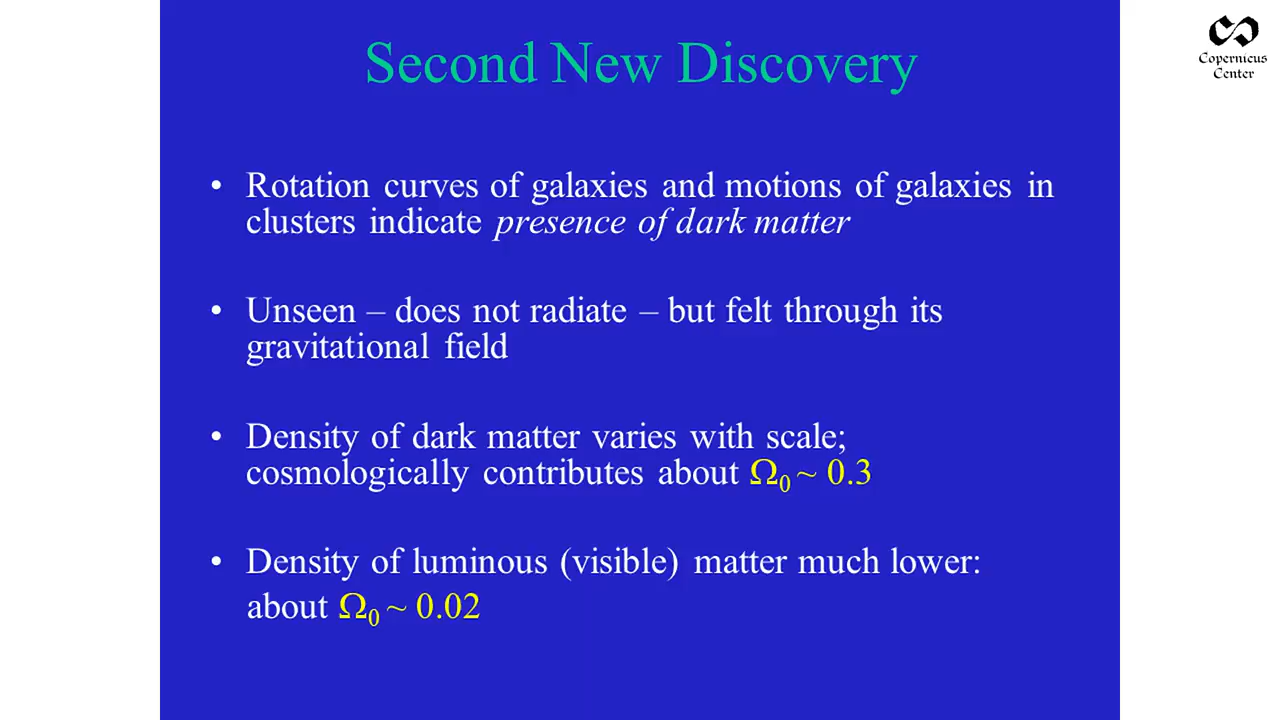 Second New Discovery
Copernicus
Center
• Rotation curves of galaxies and motions of galaxies in
clusters indicate presence of dark matter
• Unseen – does not radiate – but felt through its
gravitational field
• Density of dark matter varies with scale;
cosmologically contributes about Ω₀ ~ 0.3
• Density of luminous (visible) matter much lower:
about Ω₀ ~ 0.02